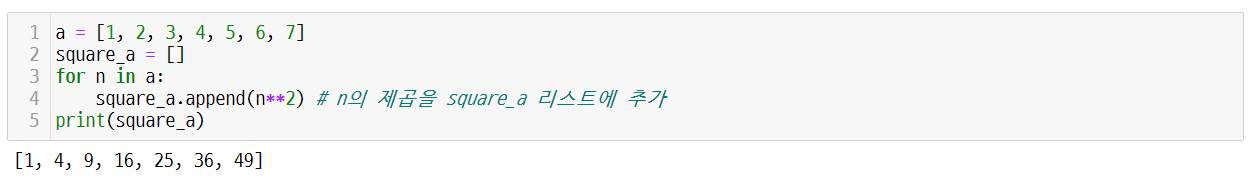 1 a = [1, 2, 3, 4, 5, 6, 7]
2 square_a = []
3 for n in a:
4     square_a.append(n**2) # n의 제곱을 square_a 리스트에 추가
5 print(square_a)
[1, 4, 9, 16, 25, 36, 49]